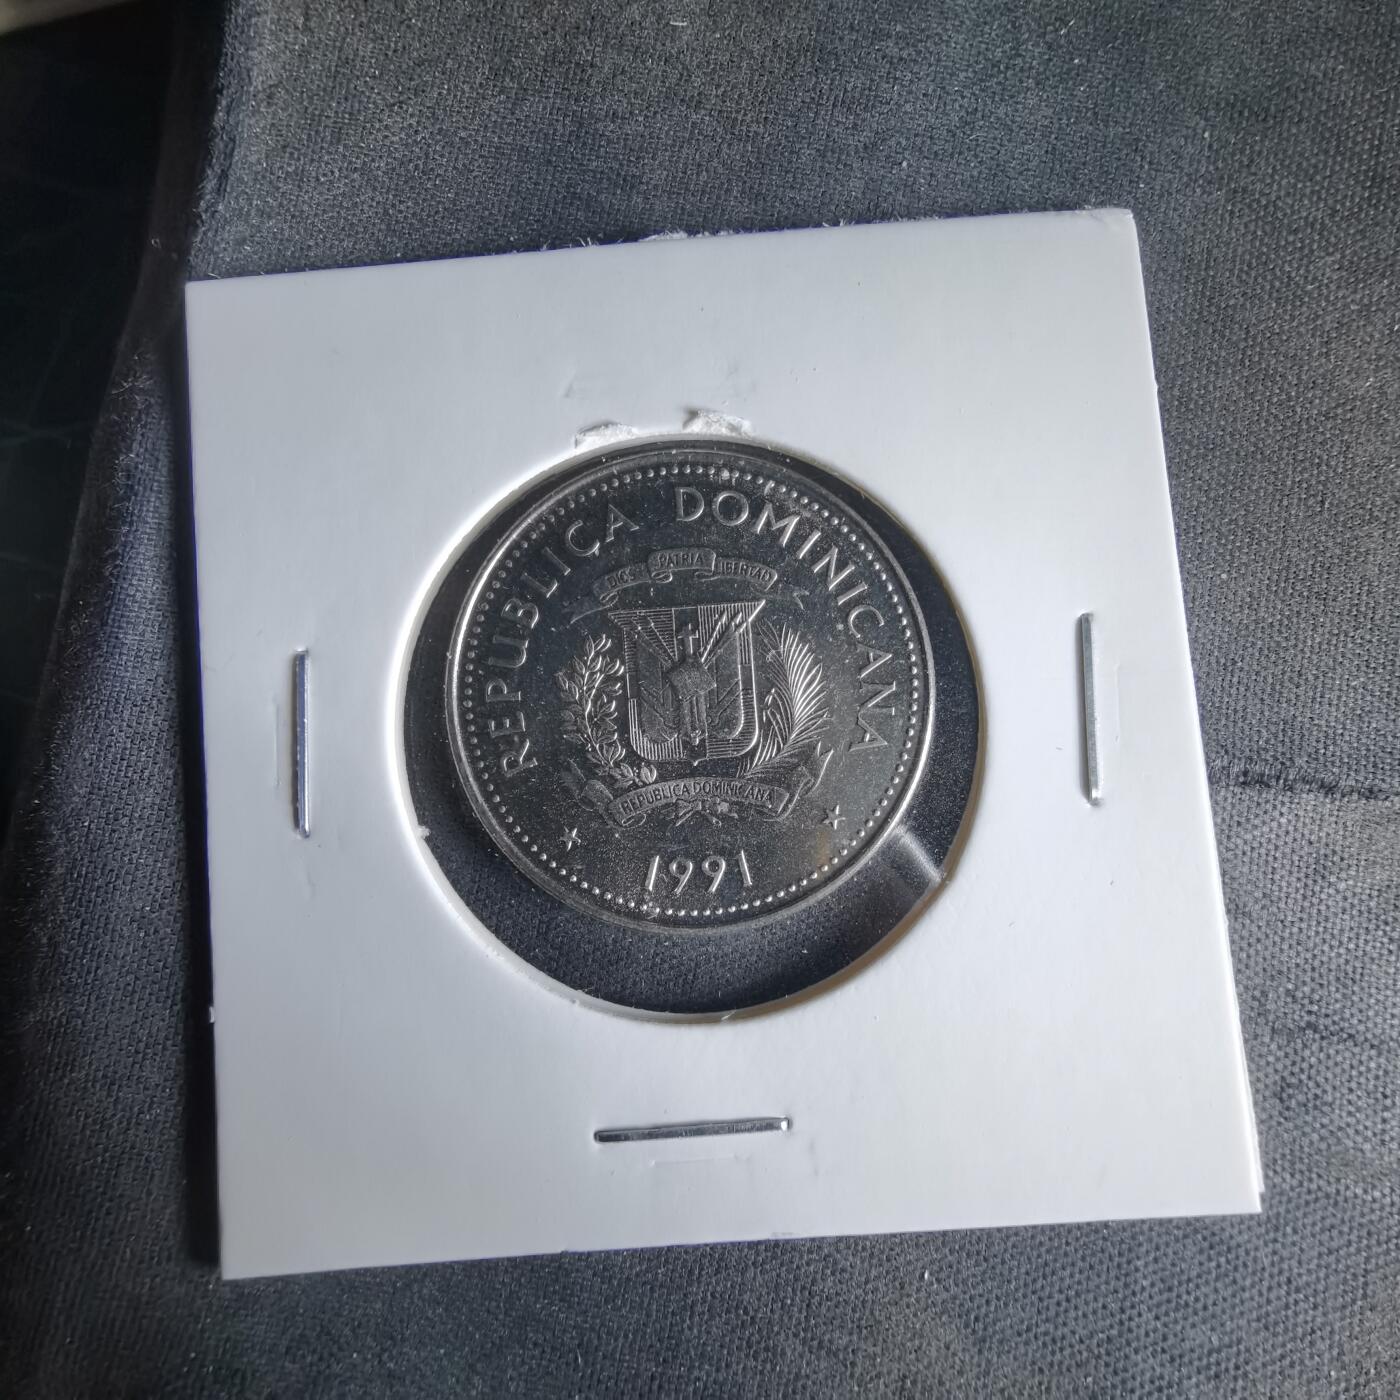 REPUBLICA DOMINICANA
DIOS PATRIA LIBERTAD
REPUBLICA DOMINICANA
1991